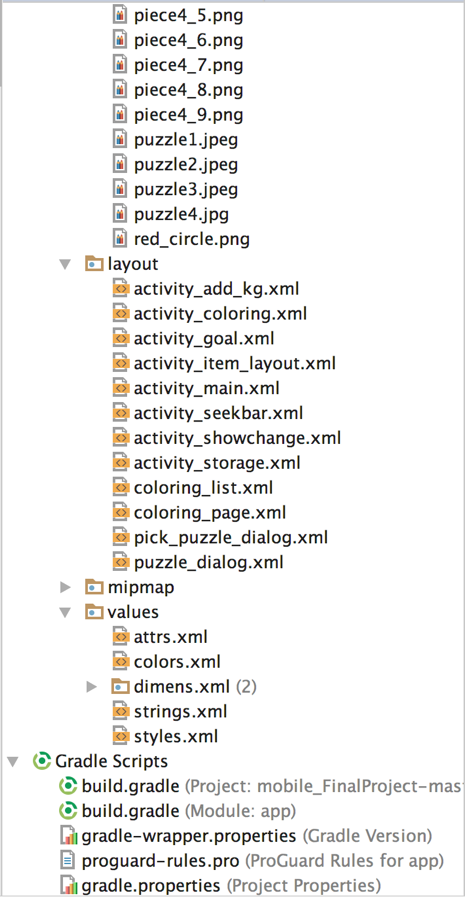 piece4_5.png
piece4_6.png
piece4_7.png
piece4_8.png
piece4_9.png
puzzle1.jpeg
puzzle2.jpeg
puzzle3.jpeg
puzzle4.jpg
red_circle.png
layout
activity_add_kg.xml
activity_coloring.xml
activity_goal.xml
activity_item_layout.xml
activity_main.xml
activity_seekbar.xml
activity_showchange.xml
activity_storage.xml
coloring_list.xml
coloring_page.xml
pick_puzzle_dialog.xml
puzzle_dialog.xml
mipmap
values
attrs.xml
colors.xml
dimens.xml (2)
strings.xml
styles.xml
Gradle Scripts
build.gradle (Project: mobile_FinalProject-mas
build.gradle (Module: app)
gradle-wrapper.properties (Gradle Version)
proguard-rules.pro (ProGuard Rules for app)
gradle.properties (Project Properties)